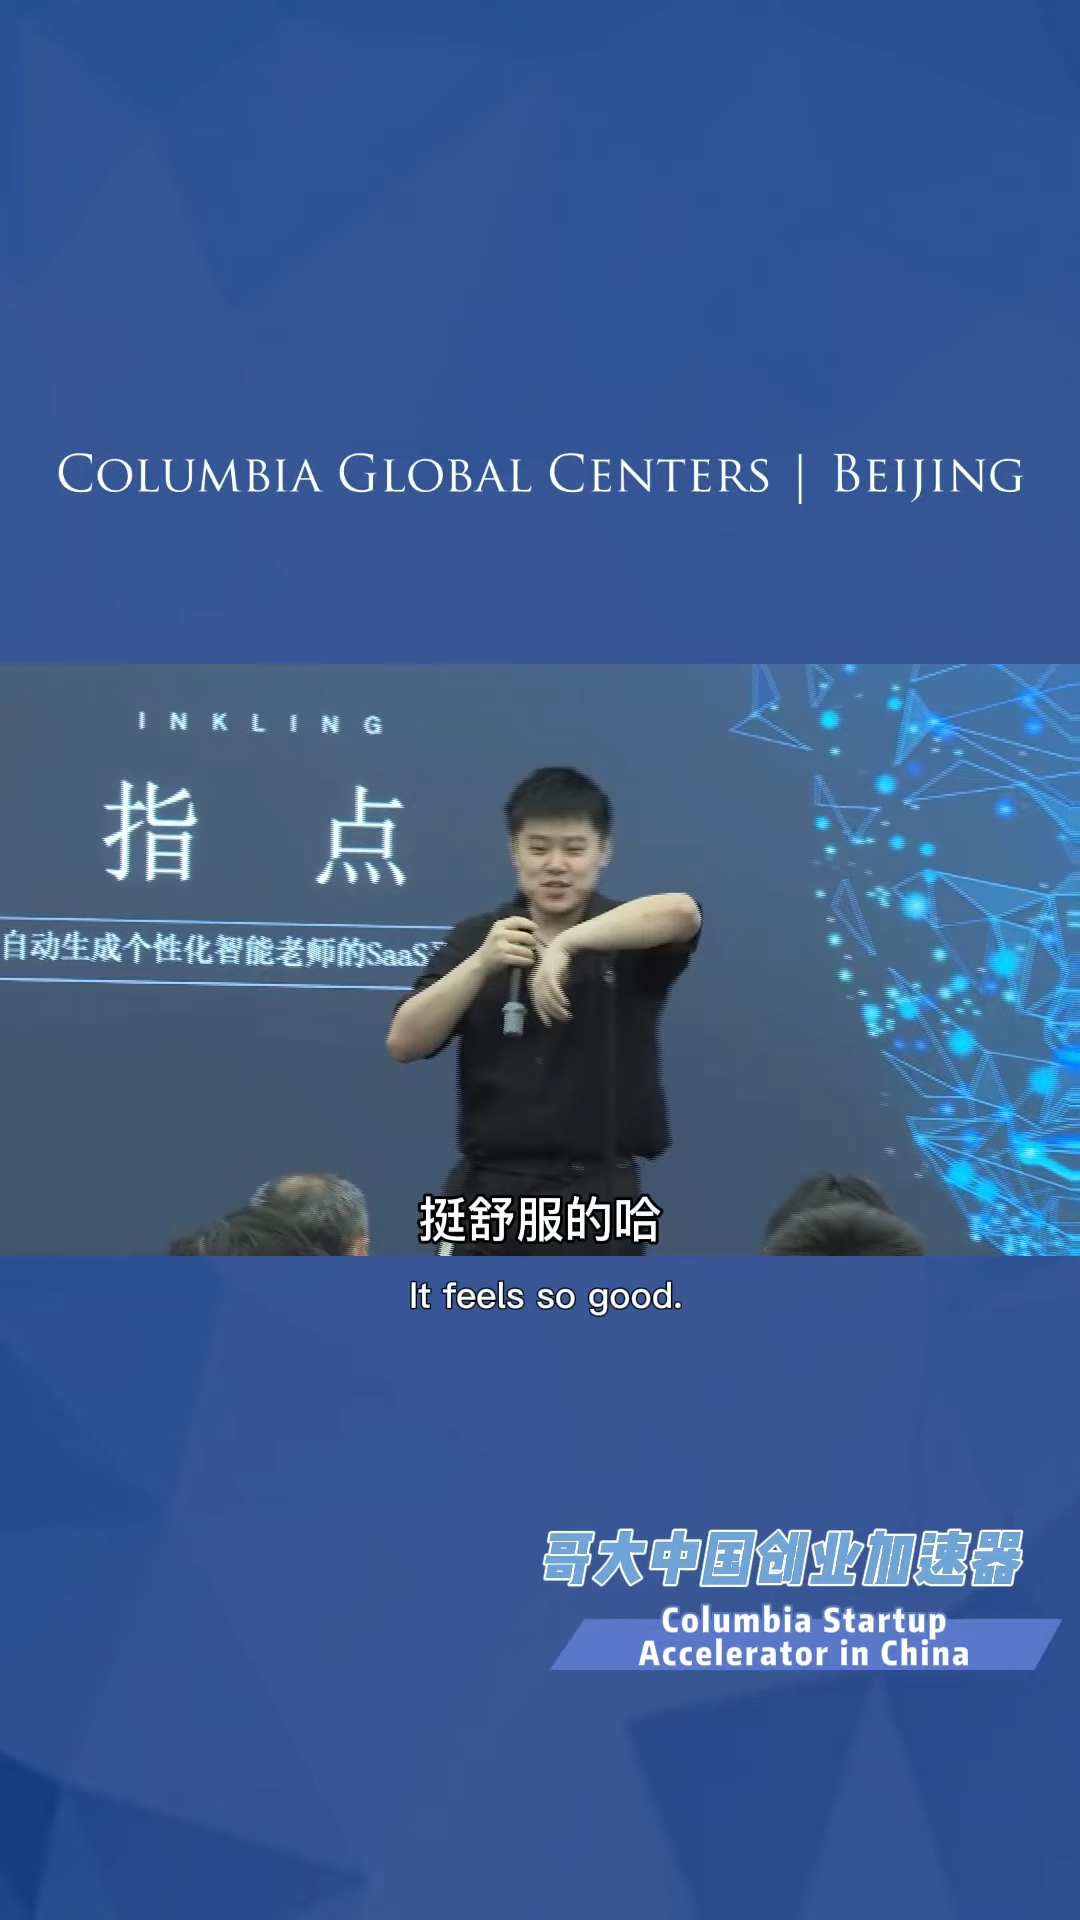 COLUMBIA GLOBAL CENTERS | BEIJING
INKLING
指点
自动生成个性化智能老师的SaaS
挺舒服的哈
It feels so good.
哥大中国创业加速器
Columbia Startup
Accelerator in China